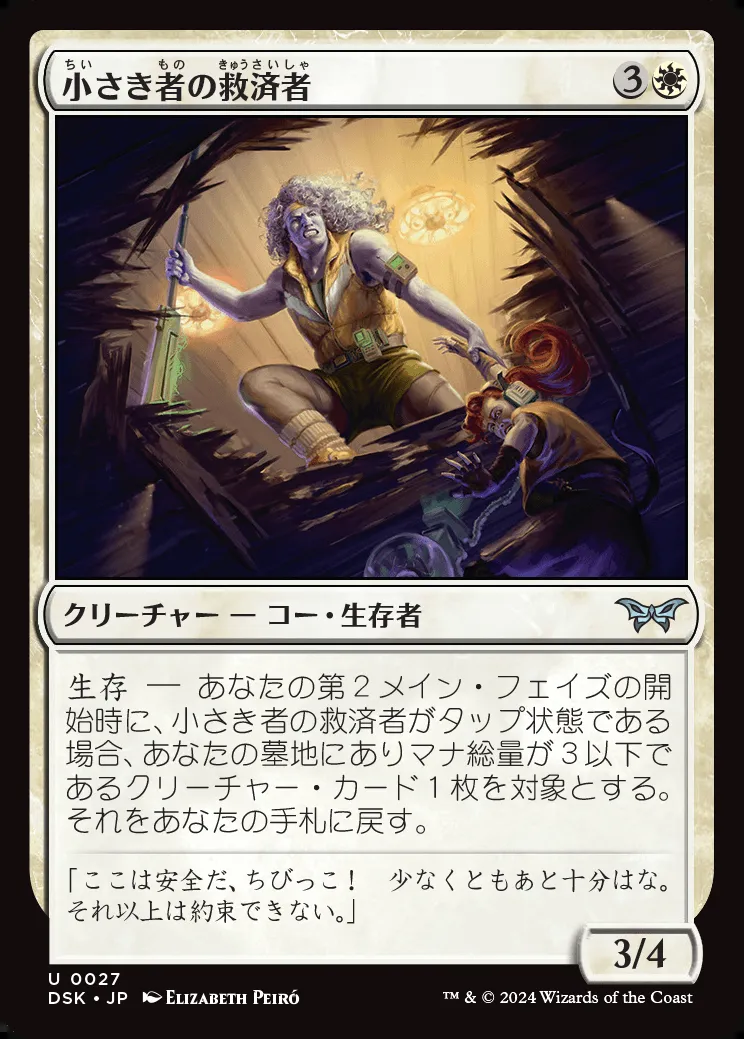 小さき者の救済者
ちい もの きゅうさいしゃ
3
クリーチャー — コー・生存者
生存 ― あなたの第２メイン・フェイズの開
始時に、小さき者の救済者がタップ状態である
場合、あなたの墓地にありマナ総量が３以下で
あるクリーチャー・カード１枚を対象とする。
それをあなたの手札に戻す。
「ここは安全だ、ちびっこ！　少なくともあと十分はな。
それ以上は約束できない。」
3/4
U 0027
DSK • JP Elizabeth Peiró
™ & © 2024 Wizards of the Coast